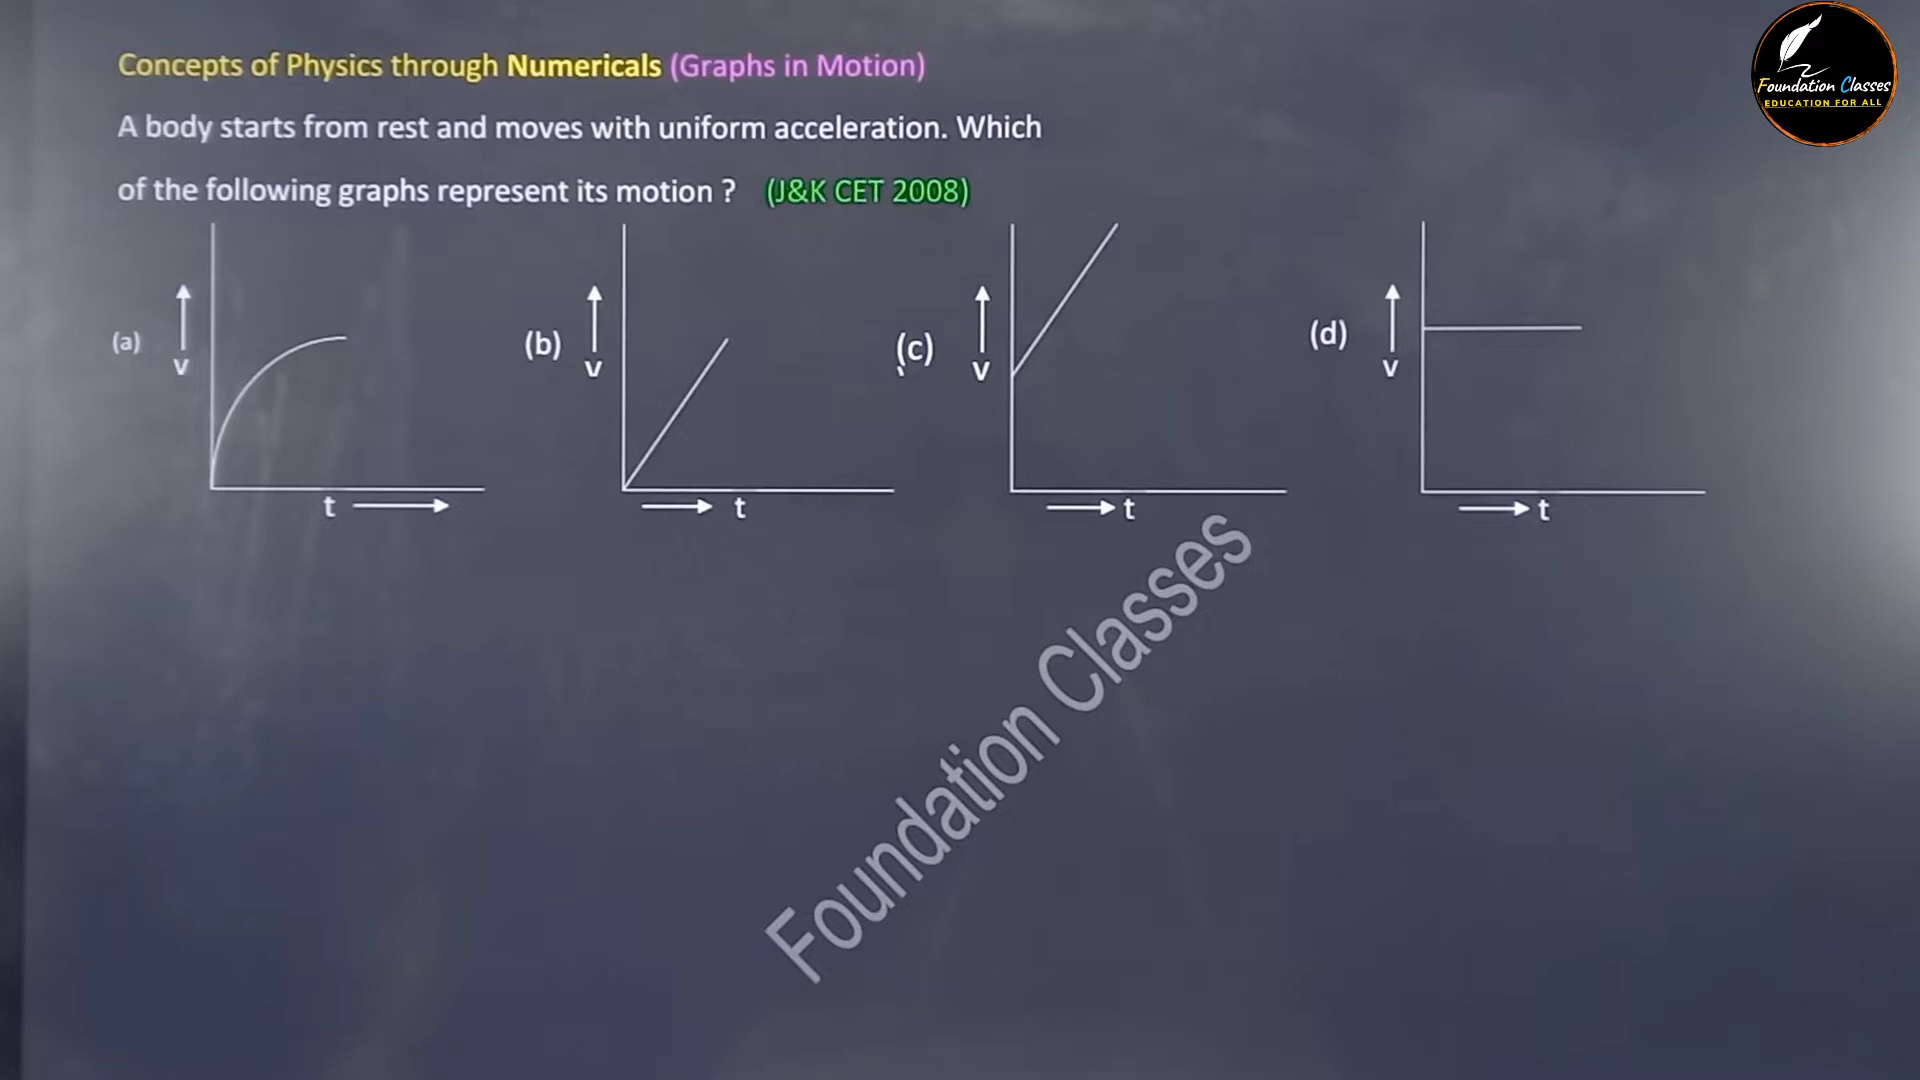 Concepts of Physics through Numericals (Graphs in Motion)
A body starts from rest and moves with uniform acceleration. Which
of the following graphs represent its motion ? (J&K CET 2008)
(a) v t
(b) v t
(c) v t
(d) v t
Foundation Classes
EDUCATION FOR ALL
Foundation Classes